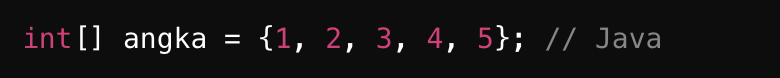 int[] angka = {1, 2, 3, 4, 5}; // Java